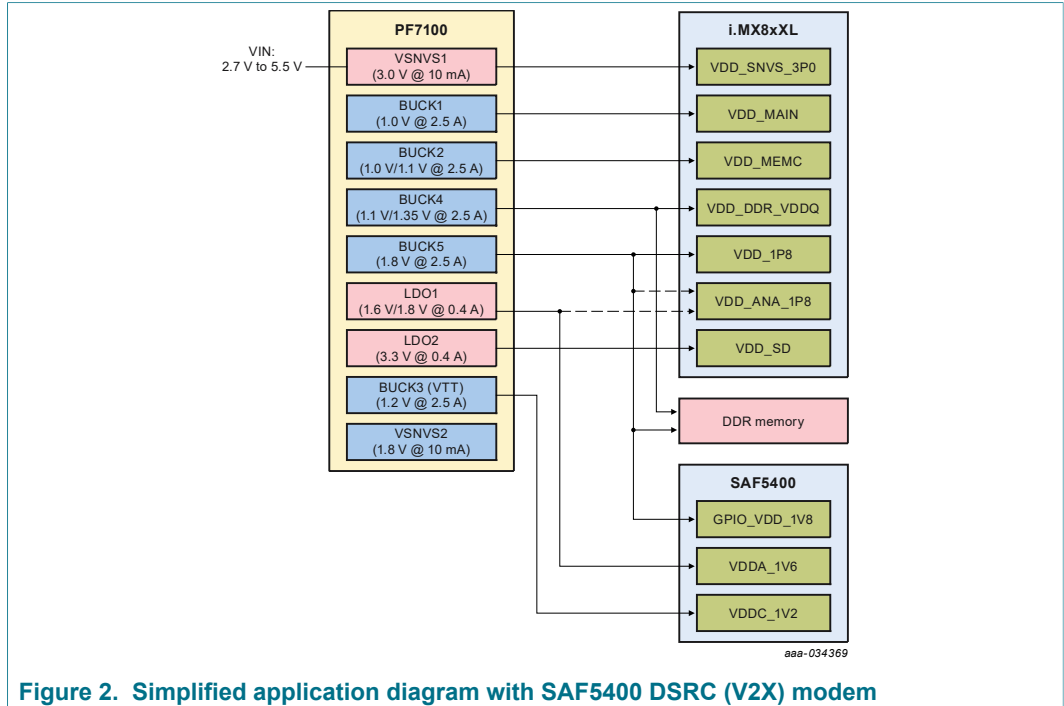 PF7100
VIN:
2.7 V to 5.5 V
VSNVS1
(3.0 V @ 10 mA)
BUCK1
(1.0 V @ 2.5 A)
BUCK2
(1.0 V/1.1 V @ 2.5 A)
BUCK4
(1.1 V/1.35 V @ 2.5 A)
BUCK5
(1.8 V @ 2.5 A)
LDO1
(1.6 V/1.8 V @ 0.4 A)
LDO2
(3.3 V @ 0.4 A)
BUCK3 (VTT)
(1.2 V @ 2.5 A)
VSNVS2
(1.8 V @ 10 mA)
i.MX8xXL
VDD_SNVS_3P0
VDD_MAIN
VDD_MEMC
VDD_DDR_VDDQ
VDD_1P8
VDD_ANA_1P8
VDD_SD
DDR memory
SAF5400
GPIO_VDD_1V8
VDDA_1V6
VDDC_1V2
aaa-034369
Figure 2. Simplified application diagram with SAF5400 DSRC (V2X) modem